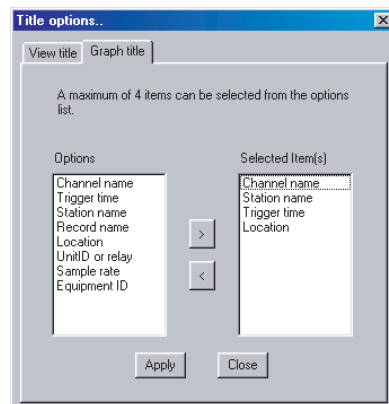 Title options..
View title Graph title
A maximum of 4 items can be selected from the options
list.
Options
Channel name
Trigger time
Station name
Record name
Location
UnitID or relay
Sample rate
Equipment ID
>
<
Selected Item(s)
Channel name
Station name
Trigger time
Location
Apply Close